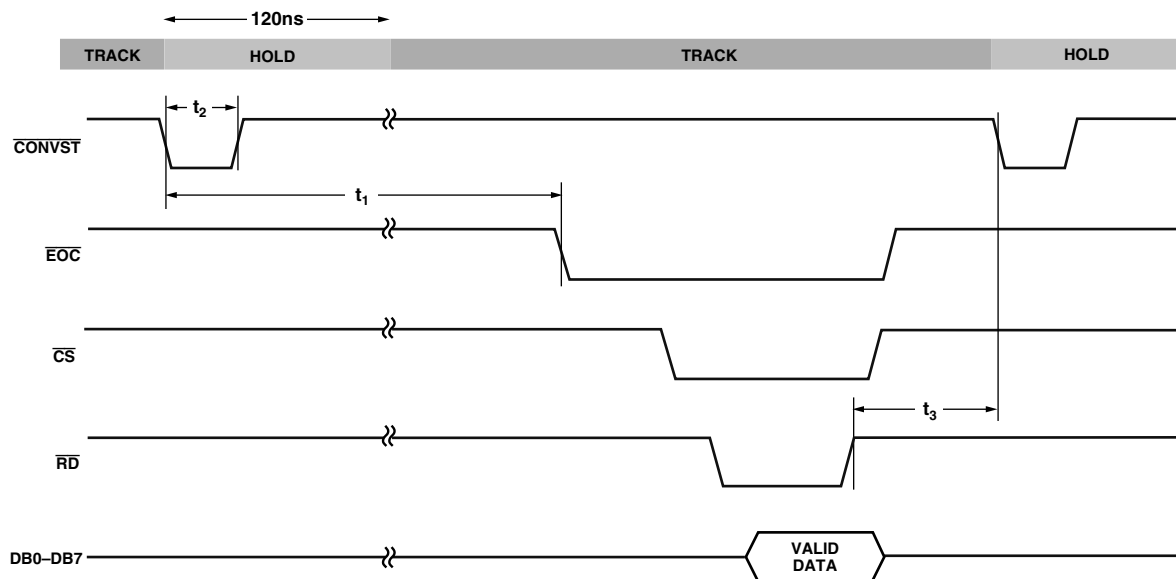 120ns
TRACK HOLD TRACK HOLD
t2
CONVST
t1
EOC
CS
t3
RD
DB0–DB7
VALID
DATA